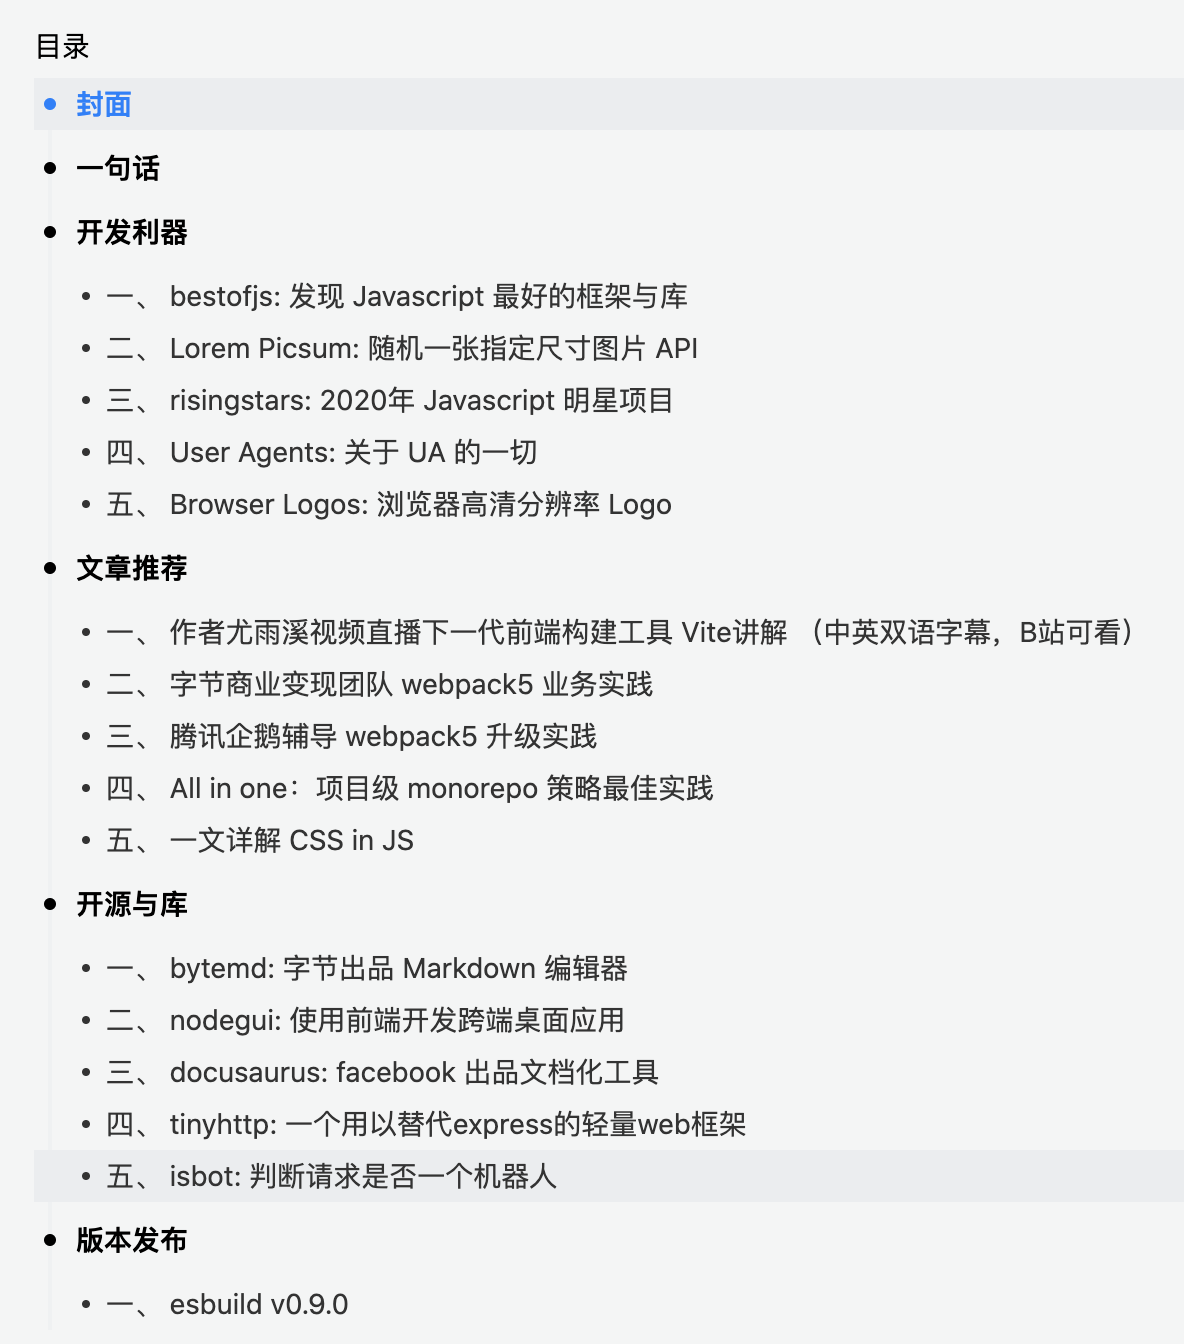 目录
封面
一句话
开发利器
一、 bestofjs: 发现 Javascript 最好的框架与库
二、 Lorem Picsum: 随机一张指定尺寸图片 API
三、 risingstars: 2020年 Javascript 明星项目
四、 User Agents: 关于 UA 的一切
五、 Browser Logos: 浏览器高清分辨率 Logo
文章推荐
一、 作者尤雨溪视频直播下一代前端构建工具 Vite讲解 （中英双语字幕，B站可看）
二、 字节商业变现团队 webpack5 业务实践
三、 腾讯企鹅辅导 webpack5 升级实践
四、 All in one：项目级 monorepo 策略最佳实践
五、 一文详解 CSS in JS
开源与库
一、 bytemd: 字节出品 Markdown 编辑器
二、 nodegui: 使用前端开发跨端桌面应用
三、 docusaurus: facebook 出品文档化工具
四、 tinyhttp: 一个用以替代express的轻量web框架
五、 isbot: 判断请求是否一个机器人
版本发布
一、 esbuild v0.9.0